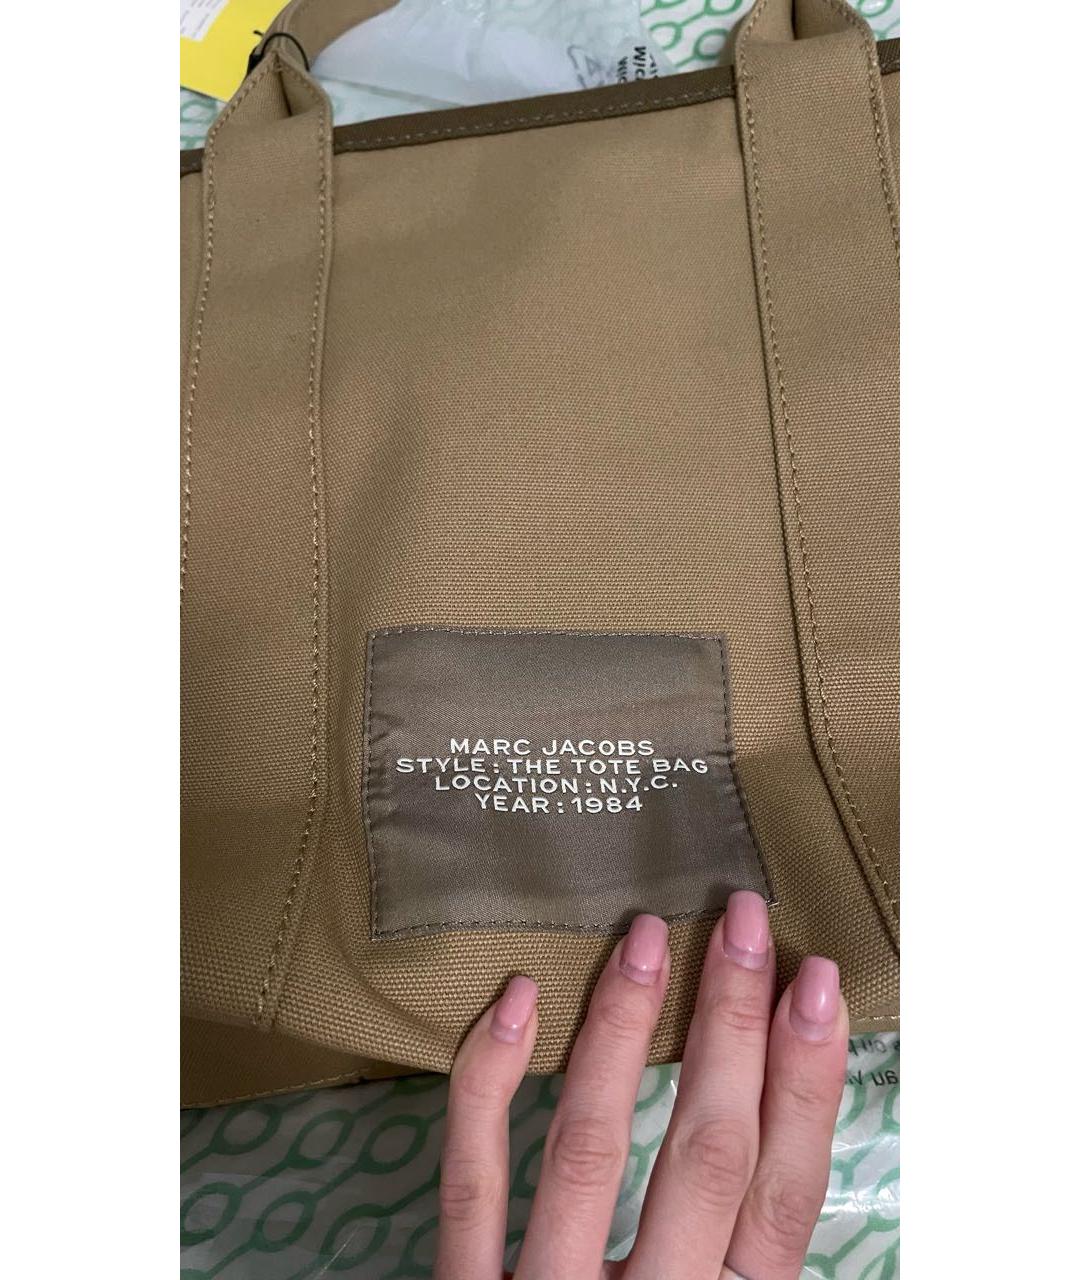 MARC JACOBS
STYLE: THE TOTE BAG
LOCATION: N.Y.C.
YEAR: 1984